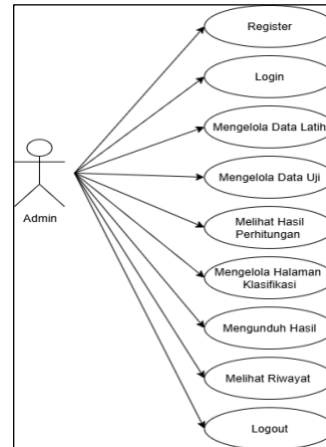 Register
Login
Mengelola Data Latih
Mengelola Data Uji
Admin
Melihat Hasil
Perhitungan
Mengelola Halaman
Klasifikasi
Mengunduh Hasil
Melihat Riwayat
Logout